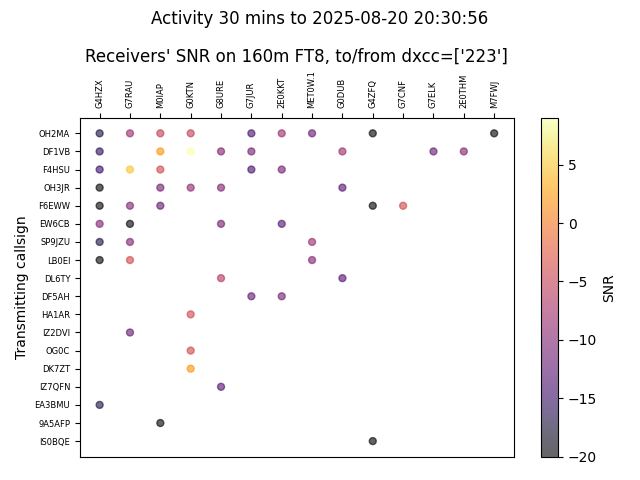 Activity 30 mins to 2025-08-20 20:30:56
Receivers' SNR on 160m FT8, to/from dxcc=['223']
G4HZX
G7RAU
M0IAP
G0KTN
G8URE
G7JUR
2E0KKT
MET0W.1
G0DUB
G4ZFQ
G7CNF
G7ELK
2E0THM
M7FWJ
Transmitting callsign
OH2MA
DF1VB
F4HSU
OH3JR
F6EWW
EW6CB
SP9JZU
LB0EI
DL6TY
DF5AH
HA1AR
IZ2DVI
OG0C
DK7ZT
IZ7QFN
EA3BMU
9A5AFP
IS0BQE
5
0
−5
−10
−15
−20
SNR